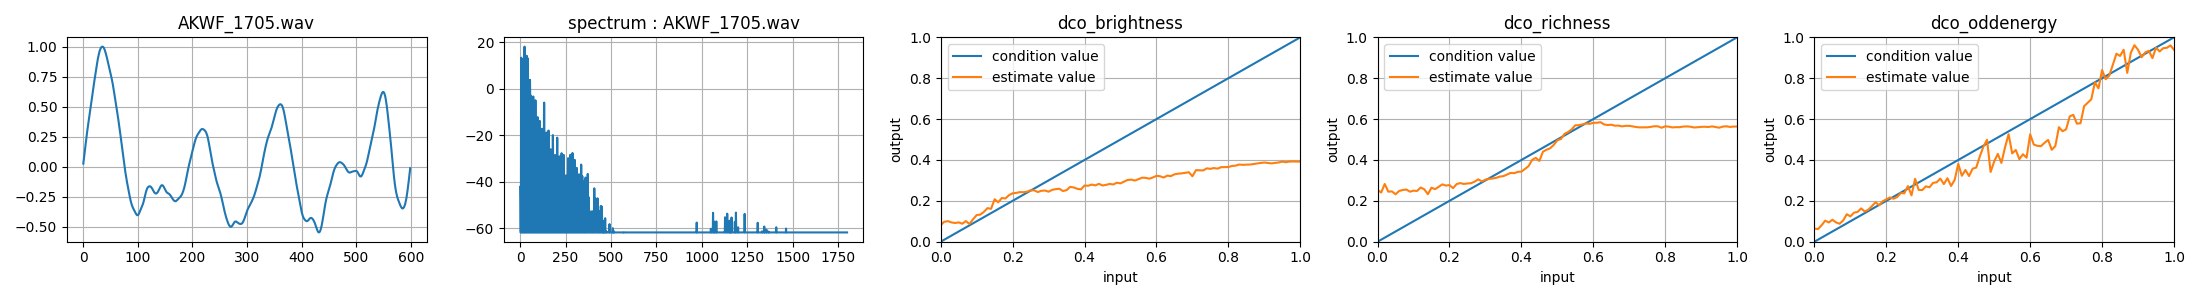 AKWF_1705.wav
1.00
0.75
0.50
0.25
0.00
−0.25
−0.50
0 100 200 300 400 500 600
spectrum : AKWF_1705.wav
20
0
−20
−40
−60
0 250 500 750 1000 1250 1500 1750
dco_brightness
condition value
estimate value
output
1.0
0.8
0.6
0.4
0.2
0.0
0.0 0.2 0.4 0.6 0.8 1.0
input
dco_richness
condition value
estimate value
output
1.0
0.8
0.6
0.4
0.2
0.0
0.0 0.2 0.4 0.6 0.8 1.0
input
dco_oddenergy
condition value
estimate value
output
1.0
0.8
0.6
0.4
0.2
0.0
0.0 0.2 0.4 0.6 0.8 1.0
input